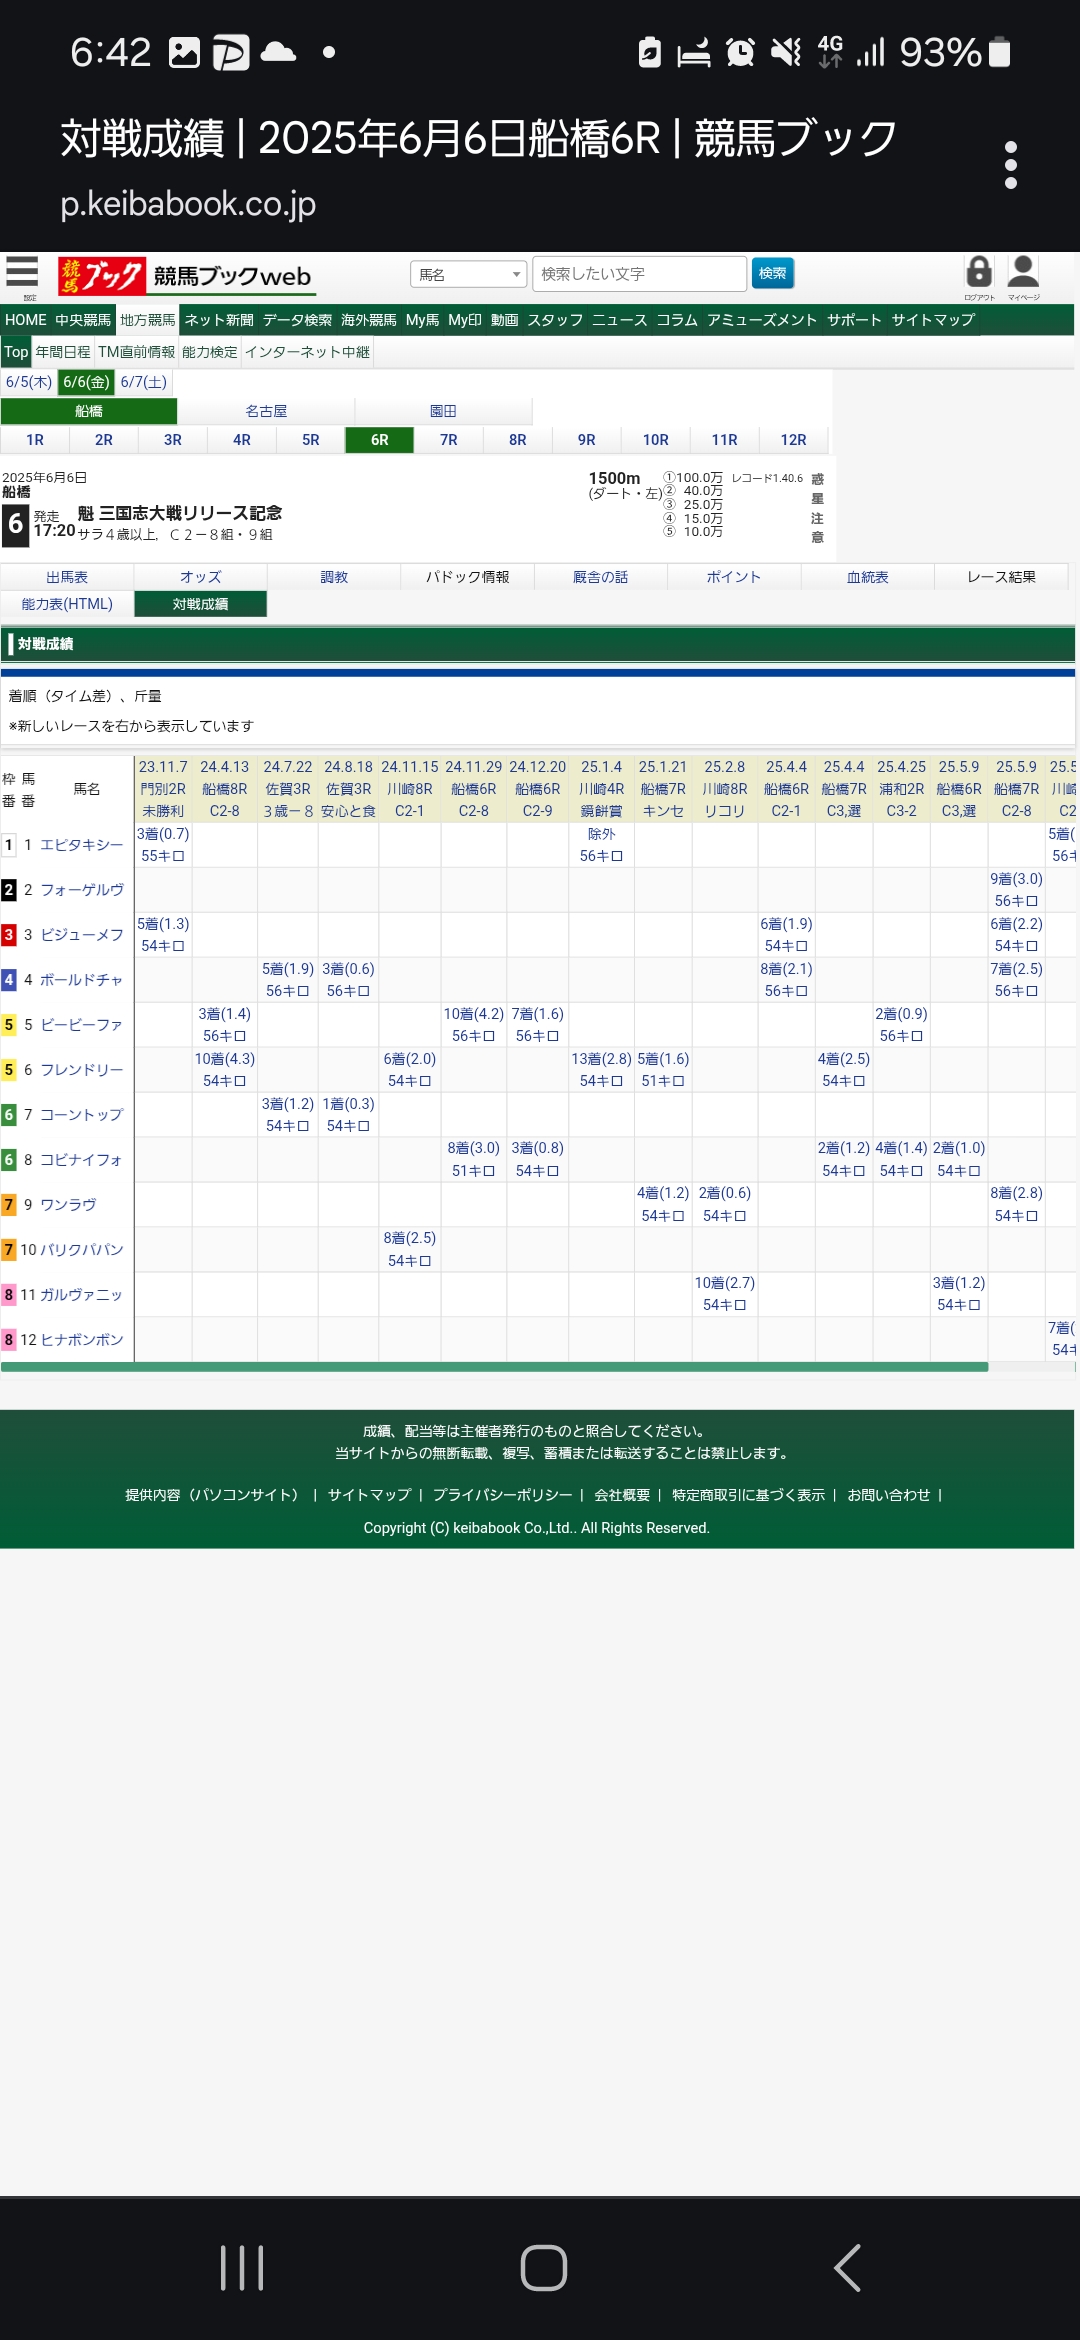 6:42 4G 93%
対戦成績 | 2025年6月6日船橋6R | 競馬ブック
p.keibabook.co.jp
設定 競馬ブック 競馬ブックweb 馬名 検索したい文字 検索 ログアウト マイページ
HOME 中央競馬 地方競馬 ネット新聞 データ検索 海外競馬 My馬 My印 動画 スタッフ ニュース コラム アミューズメント サポート サイトマップ
Top 年間日程 TM直前情報 能力検定 インターネット中継
6/5(木) 6/6(金) 6/7(土)
船橋 名古屋 園田
1R 2R 3R 4R 5R 6R 7R 8R 9R 10R 11R 12R
2025年6月6日
船橋
6 発走 17:20
魁 三国志大戦リリース記念
サラ4歳以上, C2－8組・9組
1500m
(ダート・左)
①100.0万 レコード1.40.6
② 40.0万
③ 25.0万
④ 15.0万
⑤ 10.0万
惑星注意
出馬表 オッズ 調教 パドック情報 厩舎の話 ポイント 血統表 レース結果
能力表(HTML) 対戦成績
対戦成績
着順（タイム差）、斤量
※新しいレースを右から表示しています
枠番 馬番 馬名
23.11.7 24.4.13 24.7.22 24.8.18 24.11.15 24.11.29 24.12.20 25.1.4 25.1.21 25.2.8 25.4.4 25.4.4 25.4.25 25.5.9 25.5.9 25.5
門別2R 船橋8R 佐賀3R 佐賀3R 川崎8R 船橋6R 船橋6R 川崎4R 船橋7R 川崎8R 船橋6R 船橋7R 浦和2R 船橋6R 船橋7R 川崎
未勝利 C2-8 3歳－8 安心と食 C2-1 C2-8 C2-9 鏡餅賞 キンセ リコリ C2-1 C3,選 C3-2 C3,選 C2-8 C2
1 1 エピタキシー 3着(0.7) 除外 5着(
55キロ 56キロ 56キ
2 2 フォーゲルヴ 9着(3.0)
56キロ
3 3 ビジューメフ 5着(1.3) 6着(1.9) 6着(2.2)
54キロ 54キロ 54キロ
4 4 ボールドチャ 5着(1.9) 3着(0.6) 8着(2.1) 7着(2.5)
56キロ 56キロ 56キロ 56キロ
5 5 ビービーファ 3着(1.4) 10着(4.2) 7着(1.6) 2着(0.9)
56キロ 56キロ 56キロ 56キロ
5 6 フレンドリー 10着(4.3) 6着(2.0) 13着(2.8) 5着(1.6) 4着(2.5)
54キロ 54キロ 54キロ 51キロ 54キロ
6 7 コーントップ 3着(1.2) 1着(0.3)
54キロ 54キロ
6 8 コビナイフォ 8着(3.0) 3着(0.8) 2着(1.2) 4着(1.4) 2着(1.0)
51キロ 54キロ 54キロ 54キロ 54キロ
7 9 ワンラヴ 4着(1.2) 2着(0.6) 8着(2.8)
54キロ 54キロ 54キロ
7 10 バリクパパン 8着(2.5)
54キロ
8 11 ガルヴァニッ 10着(2.7) 3着(1.2)
54キロ 54キロ
8 12 ヒナボンボン 7着(
54キ
成績、配当等は主催者発行のものと照合してください。
当サイトからの無断転載、複写、蓄積または転送することは禁止します。
提供内容（パソコンサイト） | サイトマップ | プライバシーポリシー | 会社概要 | 特定商取引に基づく表示 | お問い合わせ |
Copyright (C) keibabook Co.,Ltd.. All Rights Reserved.